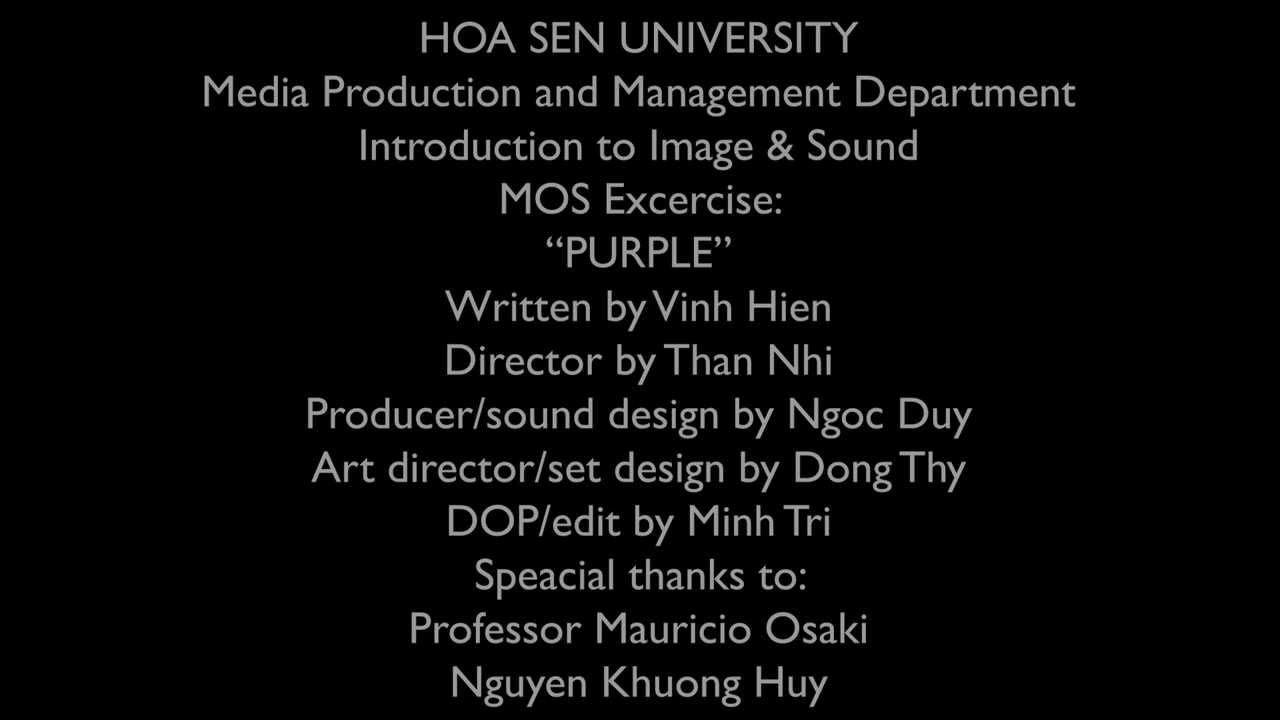 HOA SEN UNIVERSITY
Media Production and Management Department
Introduction to Image & Sound
MOS Excercise:
“PURPLE”
Written by Vinh Hien
Director by Than Nhi
Producer/sound design by Ngoc Duy
Art director/set design by Dong Thy
DOP/edit by Minh Tri
Speacial thanks to:
Professor Mauricio Osaki
Nguyen Khuong Huy